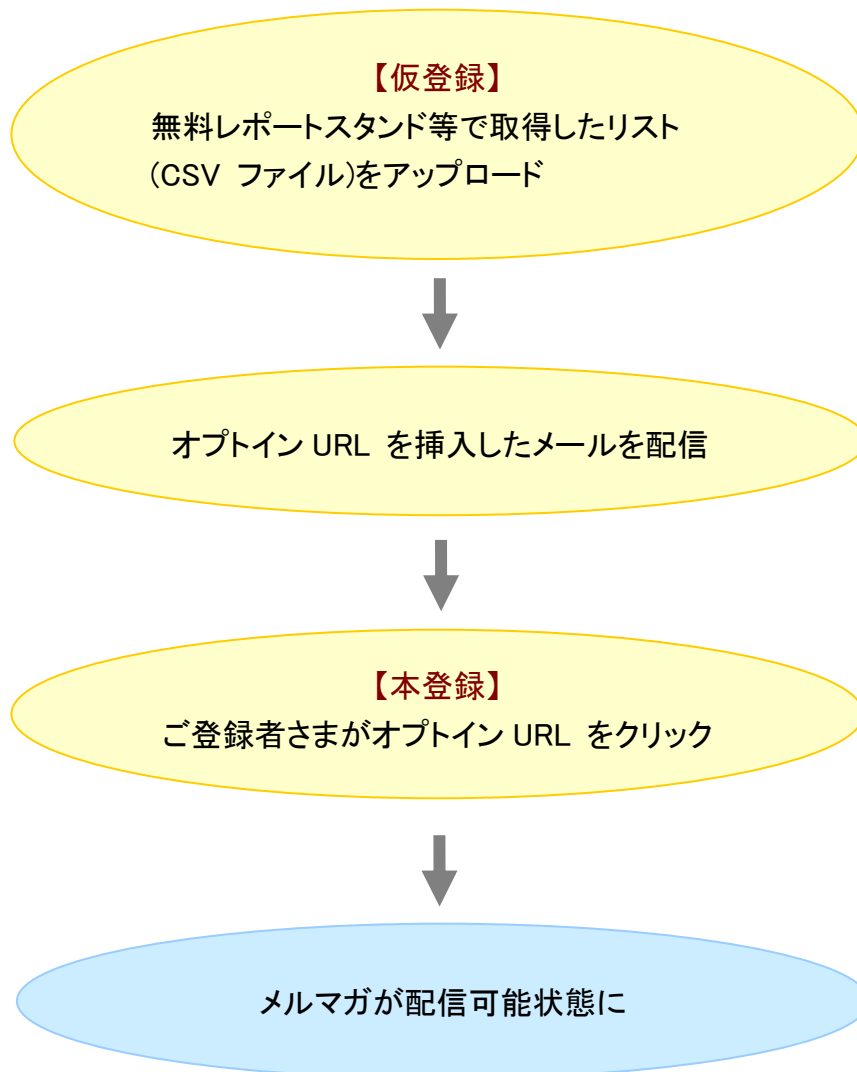 【仮登録】
無料レポートスタンド等で取得したリスト
(CSV ファイル)をアップロード
オプトイン URL を挿入したメールを配信
【本登録】
ご登録者さまがオプトイン URL をクリック
メルマガが配信可能状態に